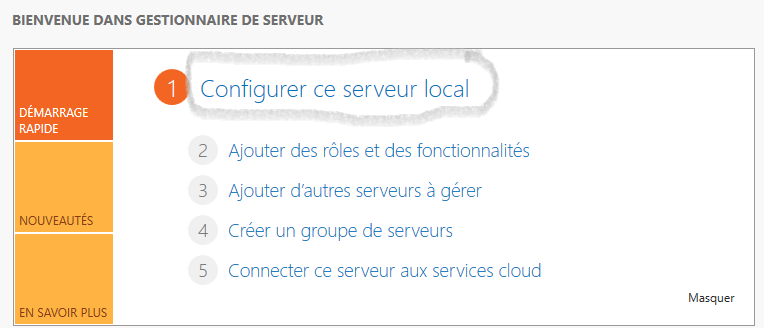 BIENVENUE DANS GESTIONNAIRE DE SERVEUR
DÉMARRAGE
RAPIDE
NOUVEAUTÉS
EN SAVOIR PLUS
1 Configurer ce serveur local
2 Ajouter des rôles et des fonctionnalités
3 Ajouter d’autres serveurs à gérer
4 Créer un groupe de serveurs
5 Connecter ce serveur aux services cloud
Masquer